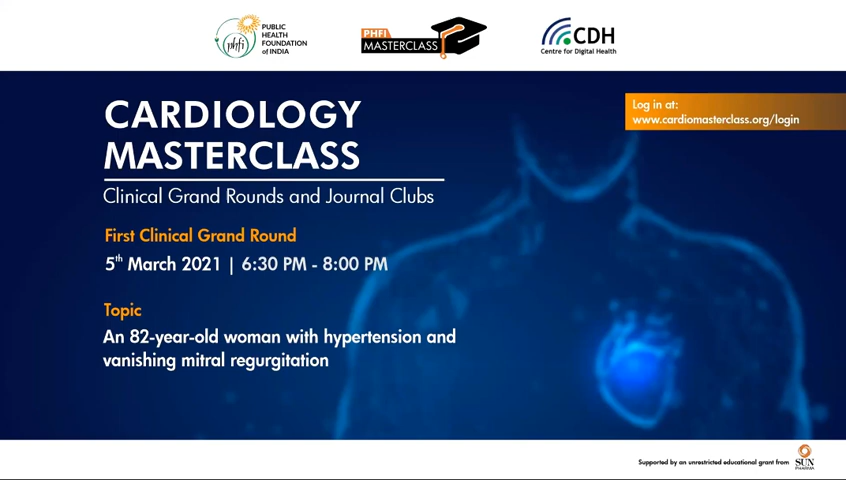 phfi
PUBLIC
HEALTH
FOUNDATION
of INDIA
PHFI
MASTERCLASS
CDH
Centre for Digital Health
Log in at:
www.cardiomasterclass.org/login
CARDIOLOGY
MASTERCLASS
Clinical Grand Rounds and Journal Clubs
First Clinical Grand Round
5th March 2021 | 6:30 PM - 8:00 PM
Topic
An 82-year-old woman with hypertension and
vanishing mitral regurgitation
Supported by an unrestricted educational grant from
SUN
PHARMA